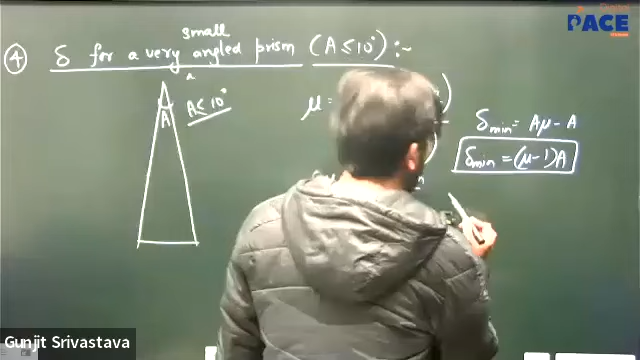 ④ δ for a very small angled prism (A ≤ 10°) :~
A
A ≤ 10°
μ =
δmin = Aμ - A
δmin = (μ-1)A
PACE
Gunjit Srivastava